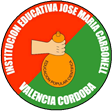 INSTITUCION EDUCATIVA JOSE MARIA CARBONELL
VALENCIA CORDOBA